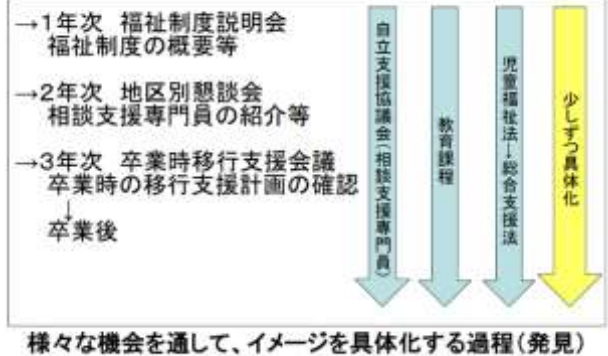 →1年次 福祉制度説明会
福祉制度の概要等
→2年次 地区別懇談会
相談支援専門員の紹介等
→3年次 卒業時移行支援会議
卒業時の移行支援計画の確認
↓
卒業後
自立支援協議会(相談支援専門員)
教育課程
児童福祉法→総合支援法
少しずつ具体化
様々な機会を通して、イメージを具体化する過程(発見)